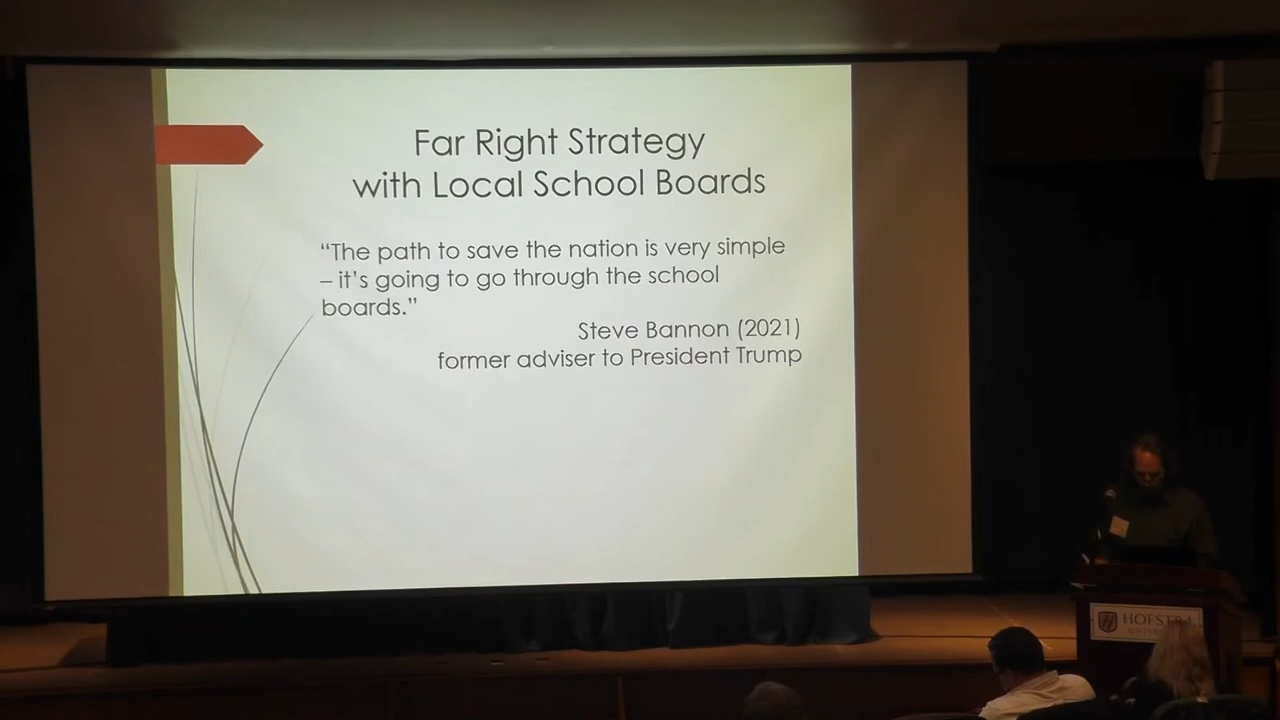 Far Right Strategy
with Local School Boards
“The path to save the nation is very simple
– it’s going to go through the school
boards.”
Steve Bannon (2021)
former adviser to President Trump